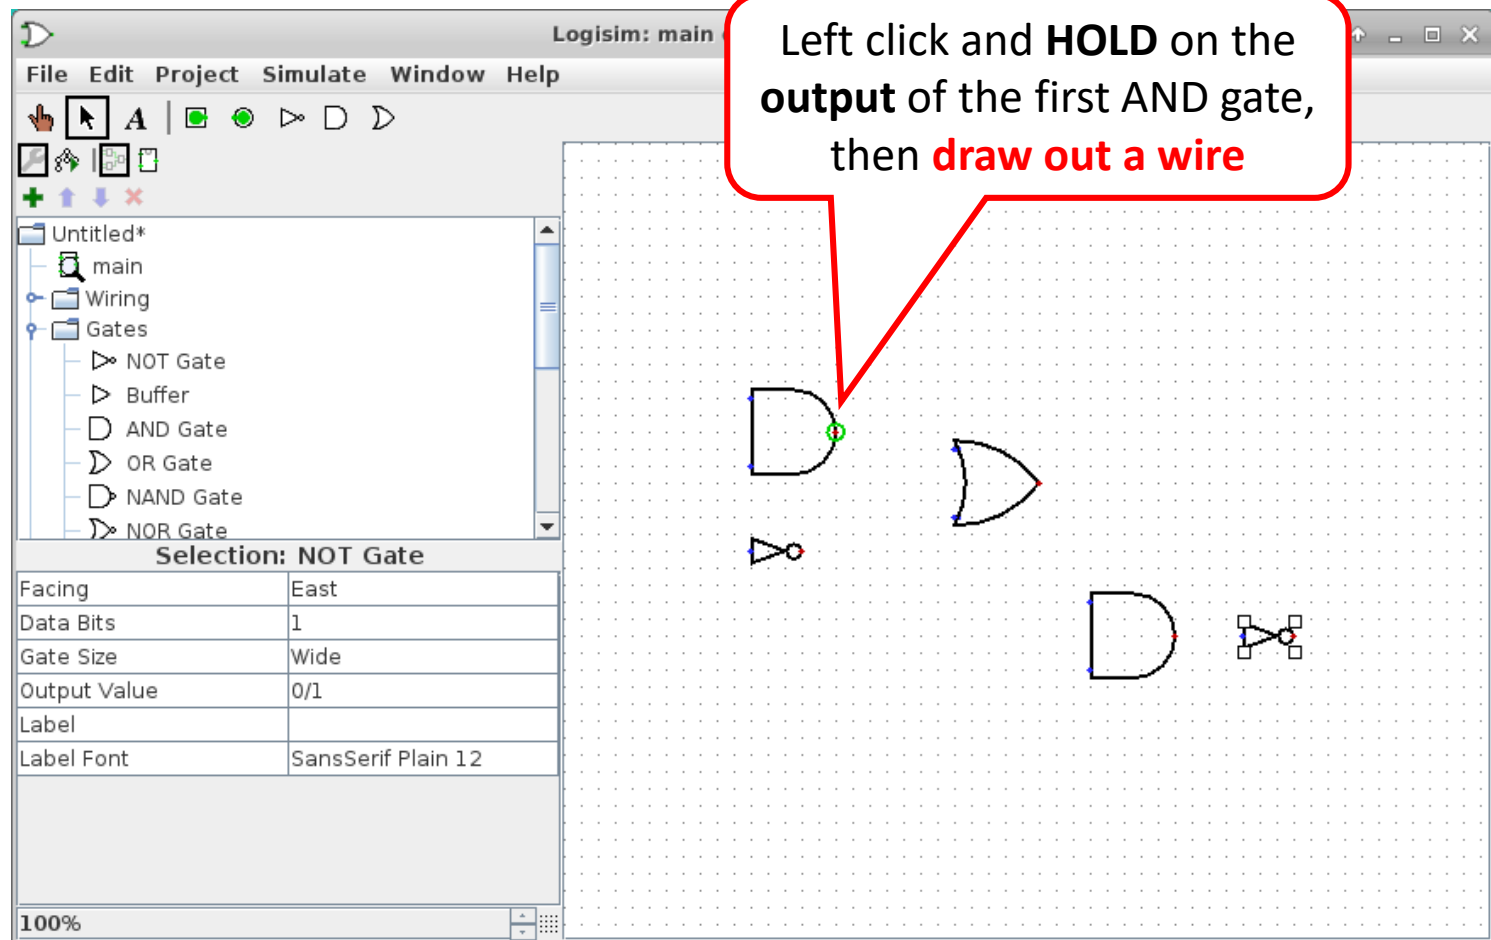 Logisim: main
Left click and HOLD on the
output of the first AND gate,
then draw out a wire
File Edit Project Simulate Window Help
A
Untitled*
main
Wiring
Gates
NOT Gate
Buffer
AND Gate
OR Gate
NAND Gate
NOR Gate
Selection: NOT Gate
Facing East
Data Bits 1
Gate Size Wide
Output Value 0/1
Label
Label Font SansSerif Plain 12
100%